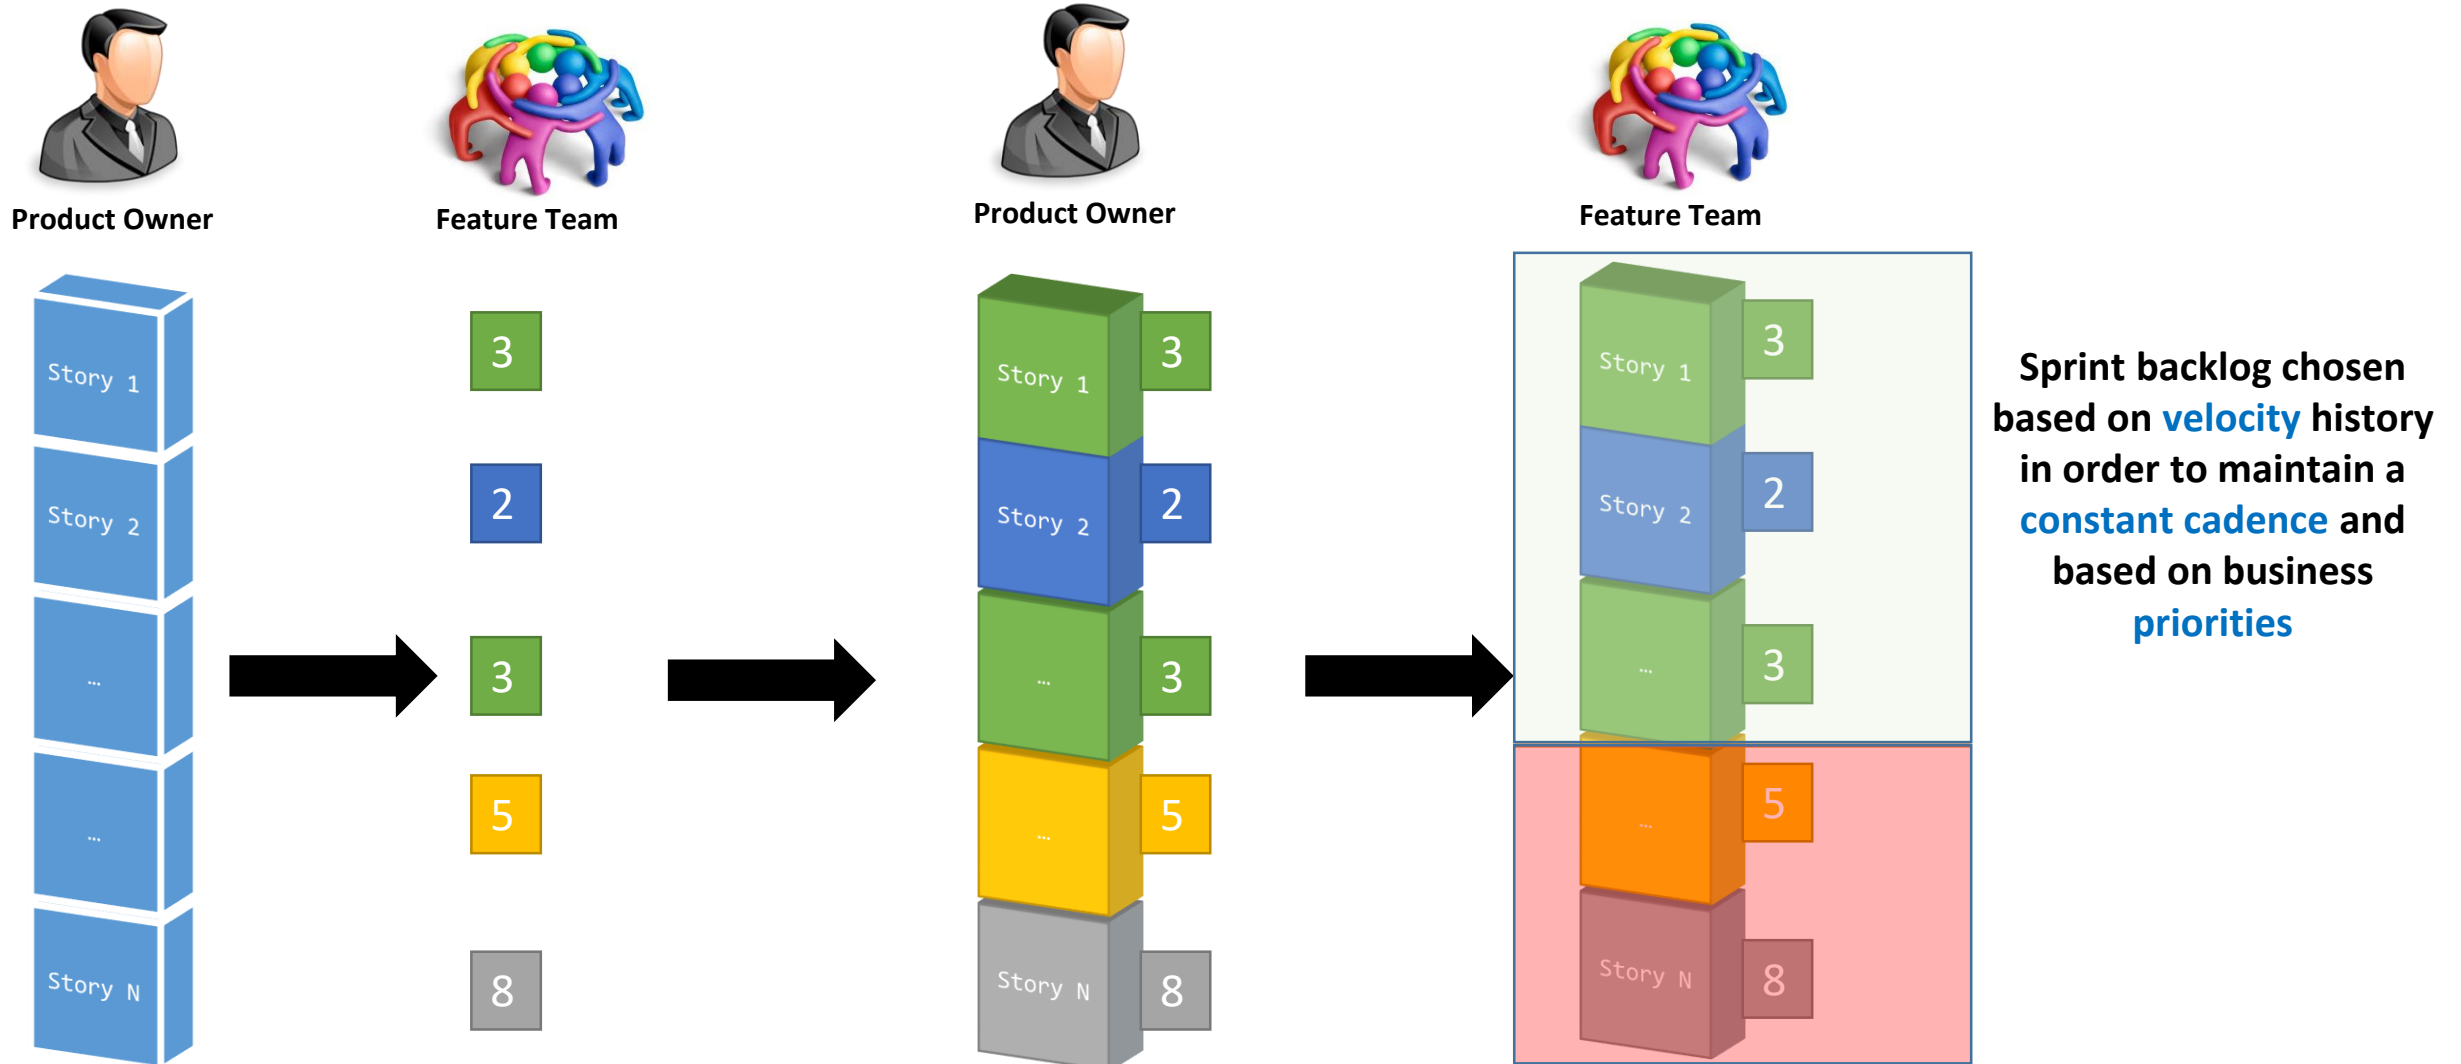 Product Owner
Feature Team
Product Owner
Feature Team
Story 1
Story 2
...
...
Story N
3
2
3
5
8
Story 1
3
Story 2
2
...
3
...
5
Story N
8
Story 1
3
Story 2
2
...
3
...
5
Story N
8
Sprint backlog chosen
based on velocity history
in order to maintain a
constant cadence and
based on business
priorities